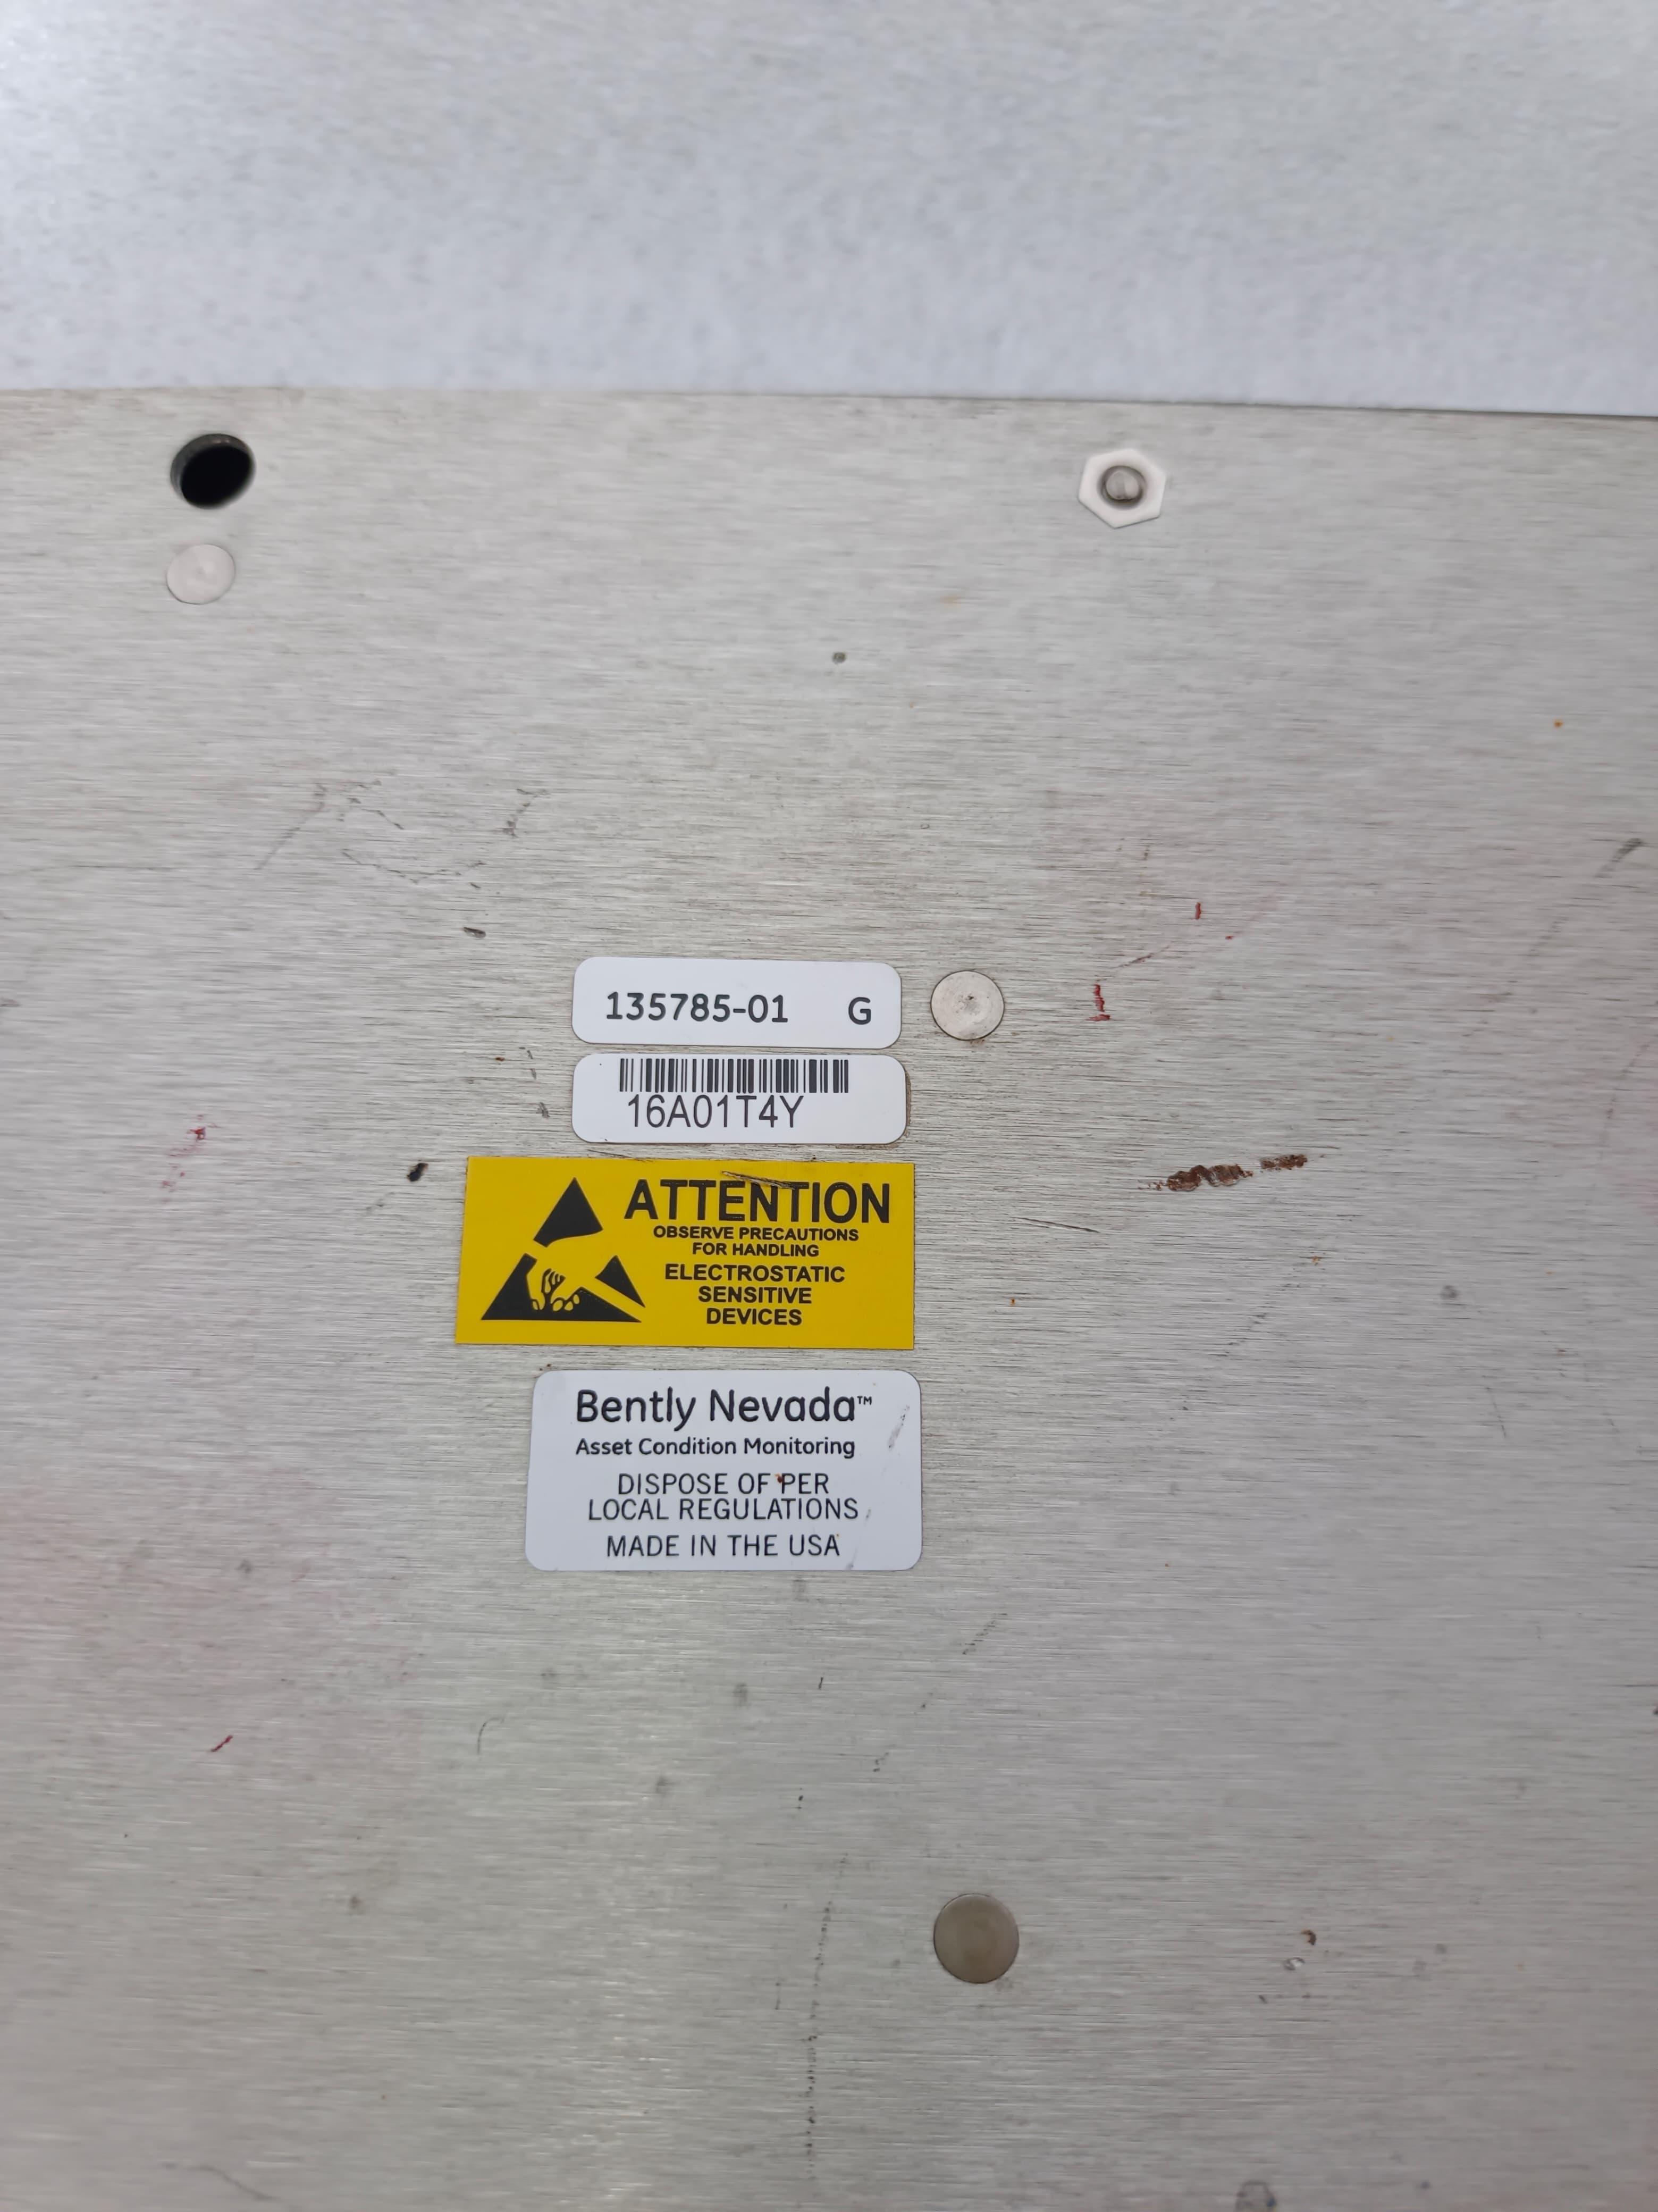 135785-01 G
16A01T4Y
ATTENTION
OBSERVE PRECAUTIONS
FOR HANDLING
ELECTROSTATIC
SENSITIVE
DEVICES
Bently Nevada™
Asset Condition Monitoring
DISPOSE OF PER
LOCAL REGULATIONS
MADE IN THE USA